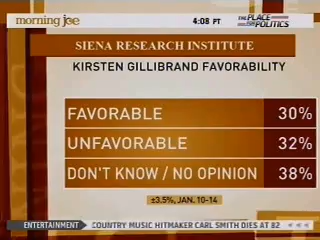 morning joe
4:08 PT
THE PLACE
FOR POLITICS
SIENA RESEARCH INSTITUTE
KIRSTEN GILLIBRAND FAVORABILITY
FAVORABLE 30%
UNFAVORABLE 32%
DON'T KNOW / NO OPINION 38%
±3.5%, JAN. 10-14
ENTERTAINMENT COUNTRY MUSIC HITMAKER CARL SMITH DIES AT 82